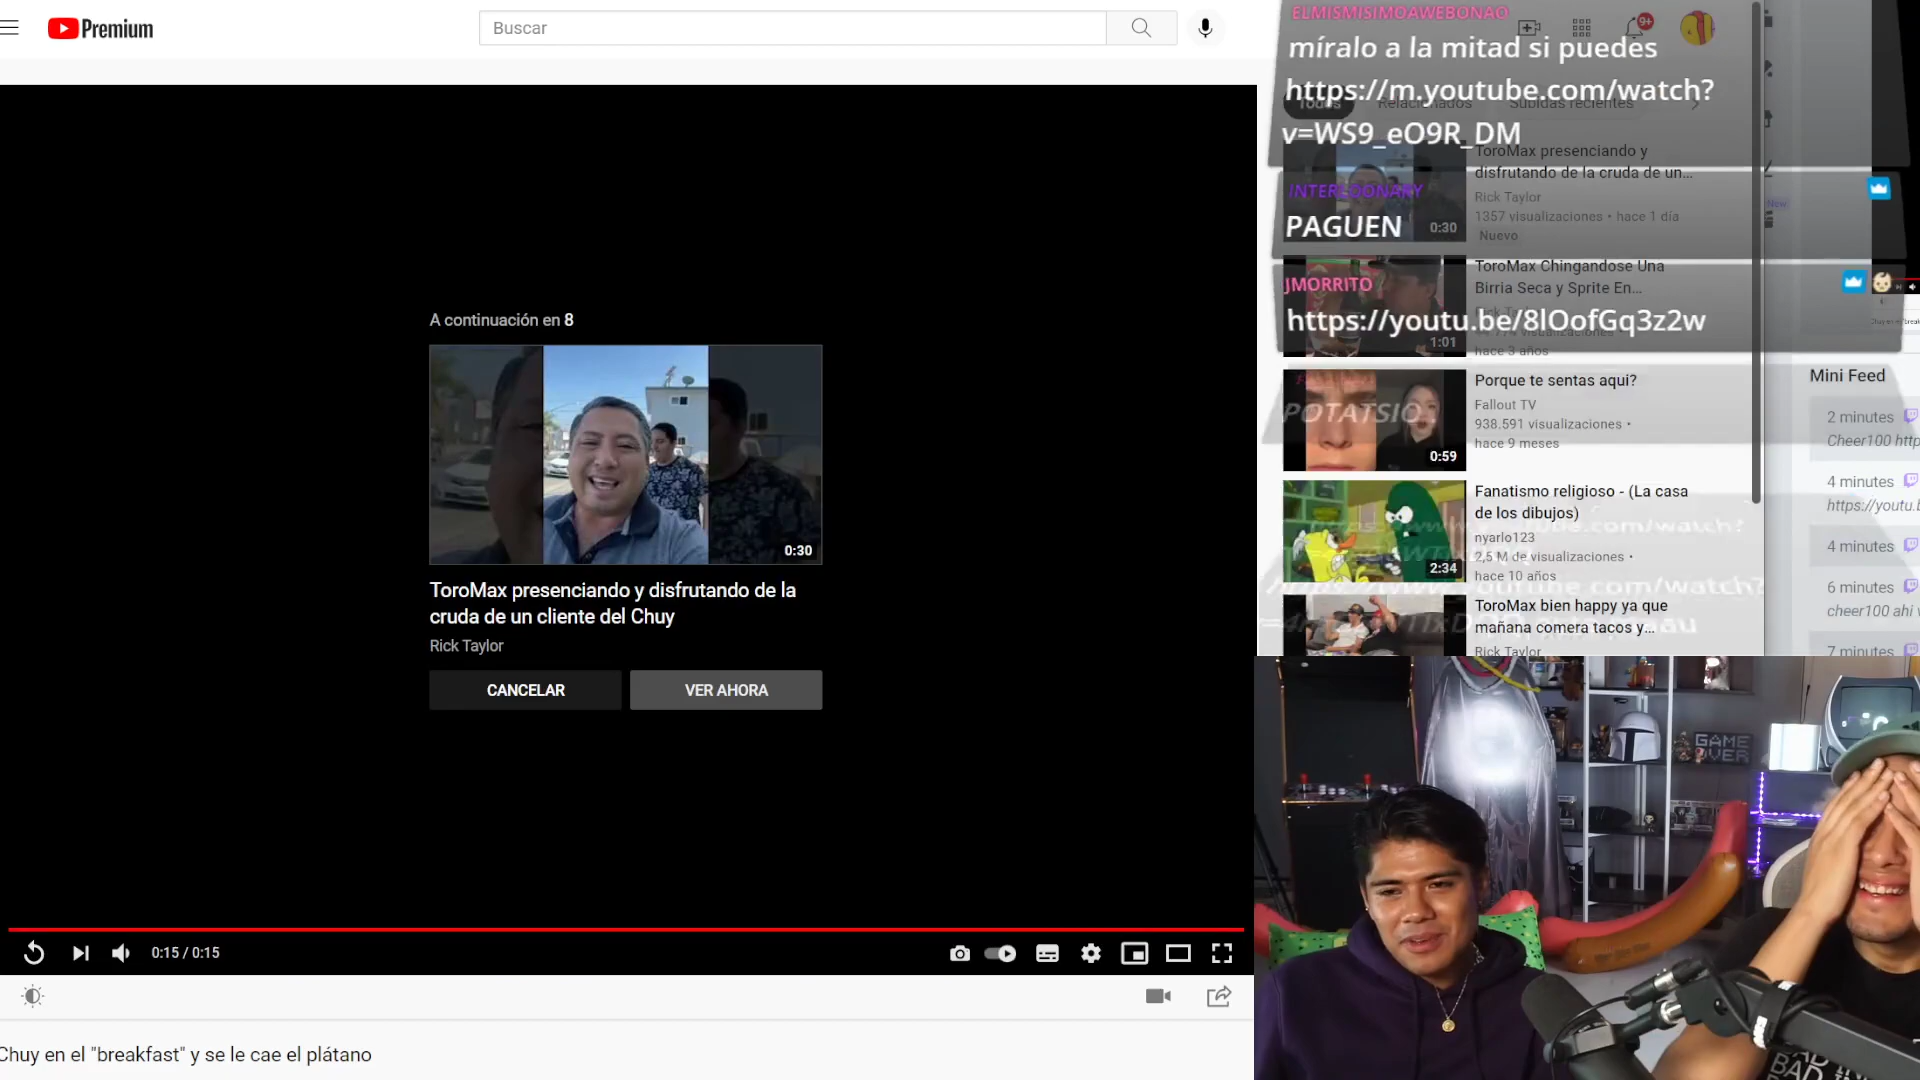 Premium
Buscar
9+
ELMISMISIMOAWEBONAO
míralo a la mitad si puedes
https://m.youtube.com/watch?
v=WS9_eO9R_DM
Todos
Relacionados
Subidas recientes
ToroMax presenciando y
disfrutando de la cruda de un...
Rick Taylor
1357 visualizaciones • hace 1 día
Nuevo
0:30
INTERLOONARY
PAGUEN
New
ToroMax Chingandose Una
Birria Seca y Sprite En...
hace 3 años
1:01
JMORRITO
https://youtu.be/8lOofGq3z2w
Porque te sentas aqui?
Fallout TV
938.591 visualizaciones •
hace 9 meses
0:59
POTATSIO
Fanatismo religioso - (La casa
de los dibujos)
nyarlo123
2,5 M de visualizaciones •
hace 10 años
2:34
ToroMax bien happy ya que
mañana comera tacos y...
Rick Taylor
Mini Feed
2 minutes
Cheer100 http
4 minutes
https://youtu.b
4 minutes
6 minutes
cheer100 ahi v
7 minutes
A continuación en 8
0:30
ToroMax presenciando y disfrutando de la
cruda de un cliente del Chuy
Rick Taylor
CANCELAR
VER AHORA
0:15 / 0:15
Chuy en el "breakfast" y se le cae el plátano
GAME
OVER